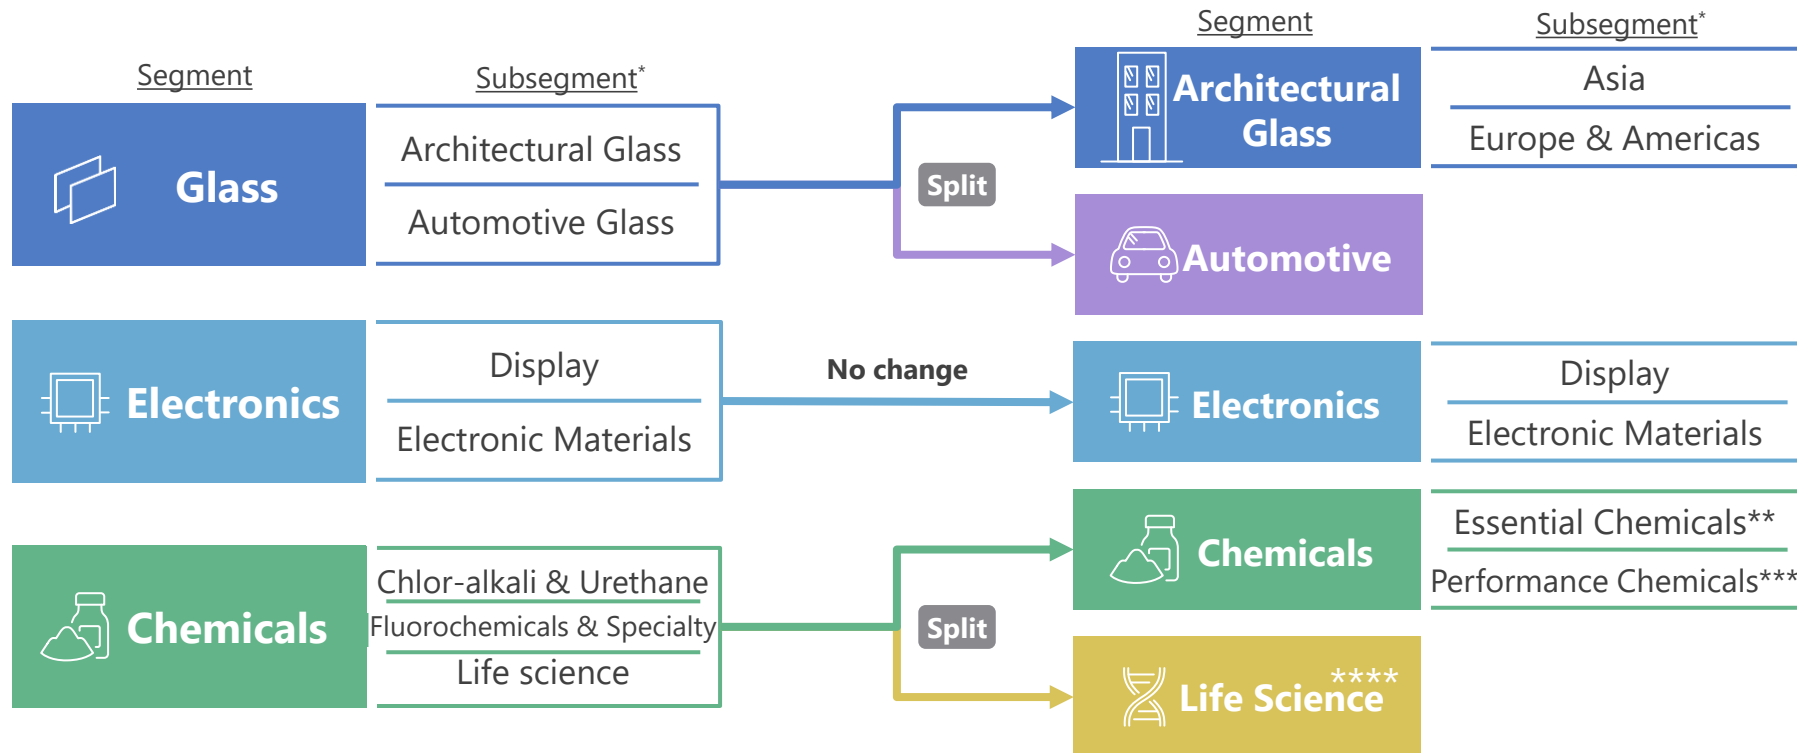 Segment
Subsegment*
Glass
Architectural Glass
Automotive Glass
Electronics
Display
Electronic Materials
Chemicals
Chlor-alkali & Urethane
Fluorochemicals & Specialty
Life science
Split
No change
Split
Segment
Subsegment*
Architectural
Glass
Asia
Europe & Americas
Automotive
Electronics
Display
Electronic Materials
Chemicals
Essential Chemicals**
Performance Chemicals***
Life Science****